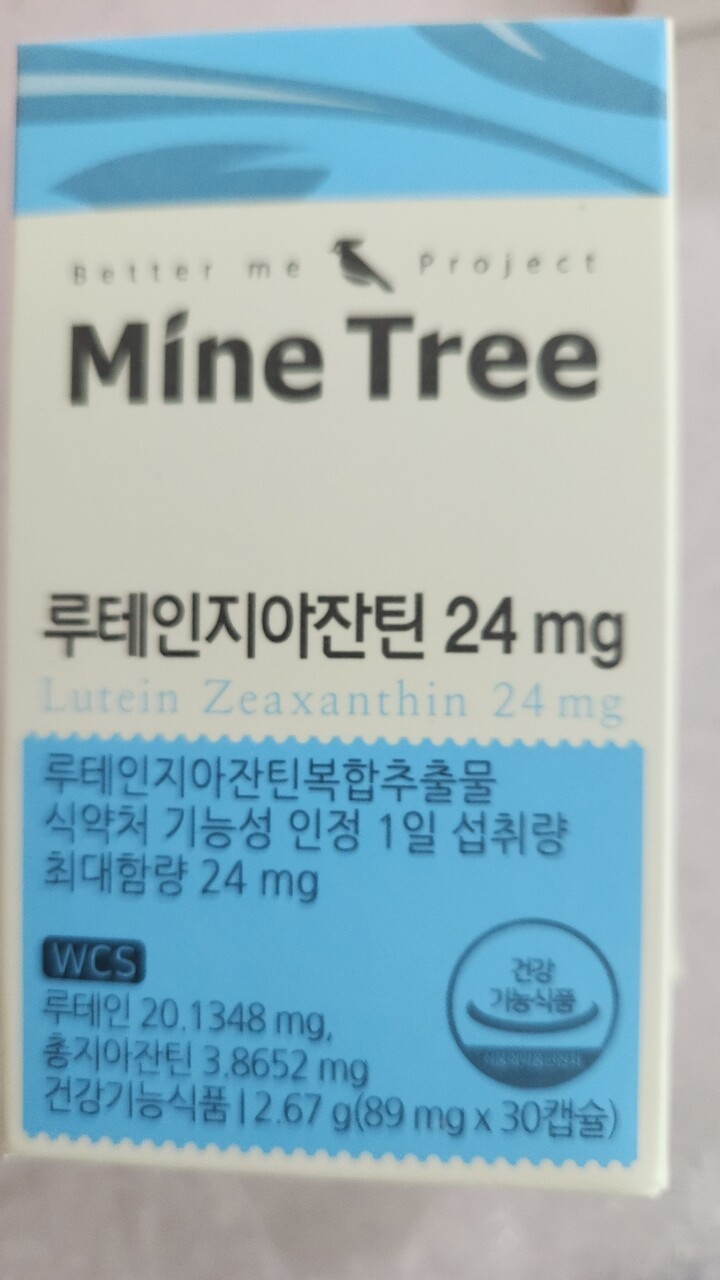 Better me Project
Míne Tree
루테인지아잔틴 24 mg
Lutein Zeaxanthin 24 mg
루테인지아잔틴복합추출물
식약처 기능성 인정 1일 섭취량
최대함량 24 mg
WCS
루테인 20.1348 mg,
총지아잔틴 3.8652 mg
건강기능식품 | 2.67 g(89 mg x 30캡슐)
건강
기능식품